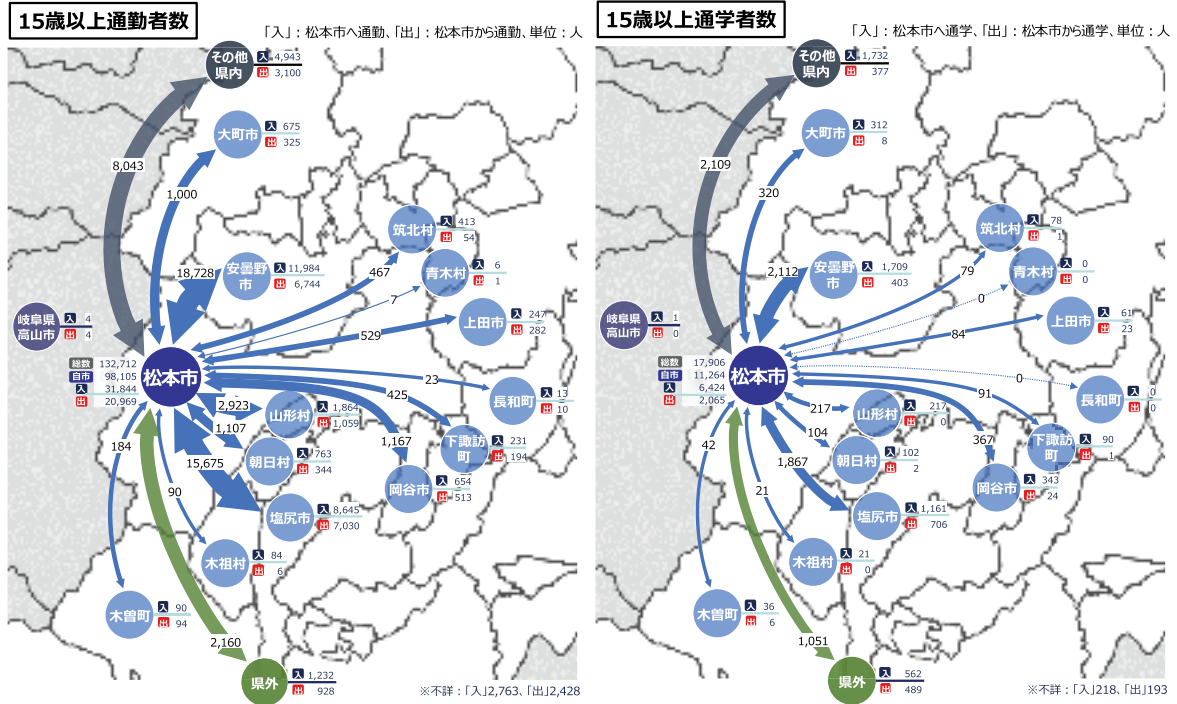 15歳以上通勤者数
「入」：松本市へ通勤、「出」：松本市から通勤、単位：人
その他
県内
入 4,943
出 3,100
大町市
入 675
出 325
8,043
1,000
筑北村
入 413
出 54
安曇野
市
入 11,984
出 6,744
18,728
467
青木村
入 6
出 1
7
岐阜県
高山市
入 4
出 4
上田市
入 247
出 282
529
総数 132,712
自市 98,105
入 31,844
出 20,969
松本市
23
長和町
入 13
出 10
425
2,923
山形村
入 1,864
出 1,059
1,107
184
1,167
下諏訪
町
入 231
出 194
朝日村
入 763
出 344
15,675
岡谷市
入 654
出 513
90
塩尻市
入 8,645
出 7,030
木祖村
入 84
出 6
木曽町
入 90
出 94
2,160
県外
入 1,232
出 928
※不詳：「入」2,763、「出」2,428
15歳以上通学者数
「入」：松本市へ通学、「出」：松本市から通学、単位：人
その他
県内
入 1,732
出 377
大町市
入 312
出 8
2,109
320
筑北村
入 78
出 1
安曇野
市
入 1,709
出 403
2,112
79
青木村
入 0
出 0
0
岐阜県
高山市
入 1
出 0
上田市
入 61
出 23
84
総数 17,906
自市 11,264
入 6,424
出 2,065
松本市
0
長和町
入 0
出 0
91
217
山形村
入 217
出 0
104
42
367
下諏訪
町
入 90
出 1
朝日村
入 102
出 2
1,867
岡谷市
入 343
出 24
21
塩尻市
入 1,161
出 706
木祖村
入 21
出 0
木曽町
入 36
出 6
1,051
県外
入 562
出 489
※不詳：「入」218、「出」193